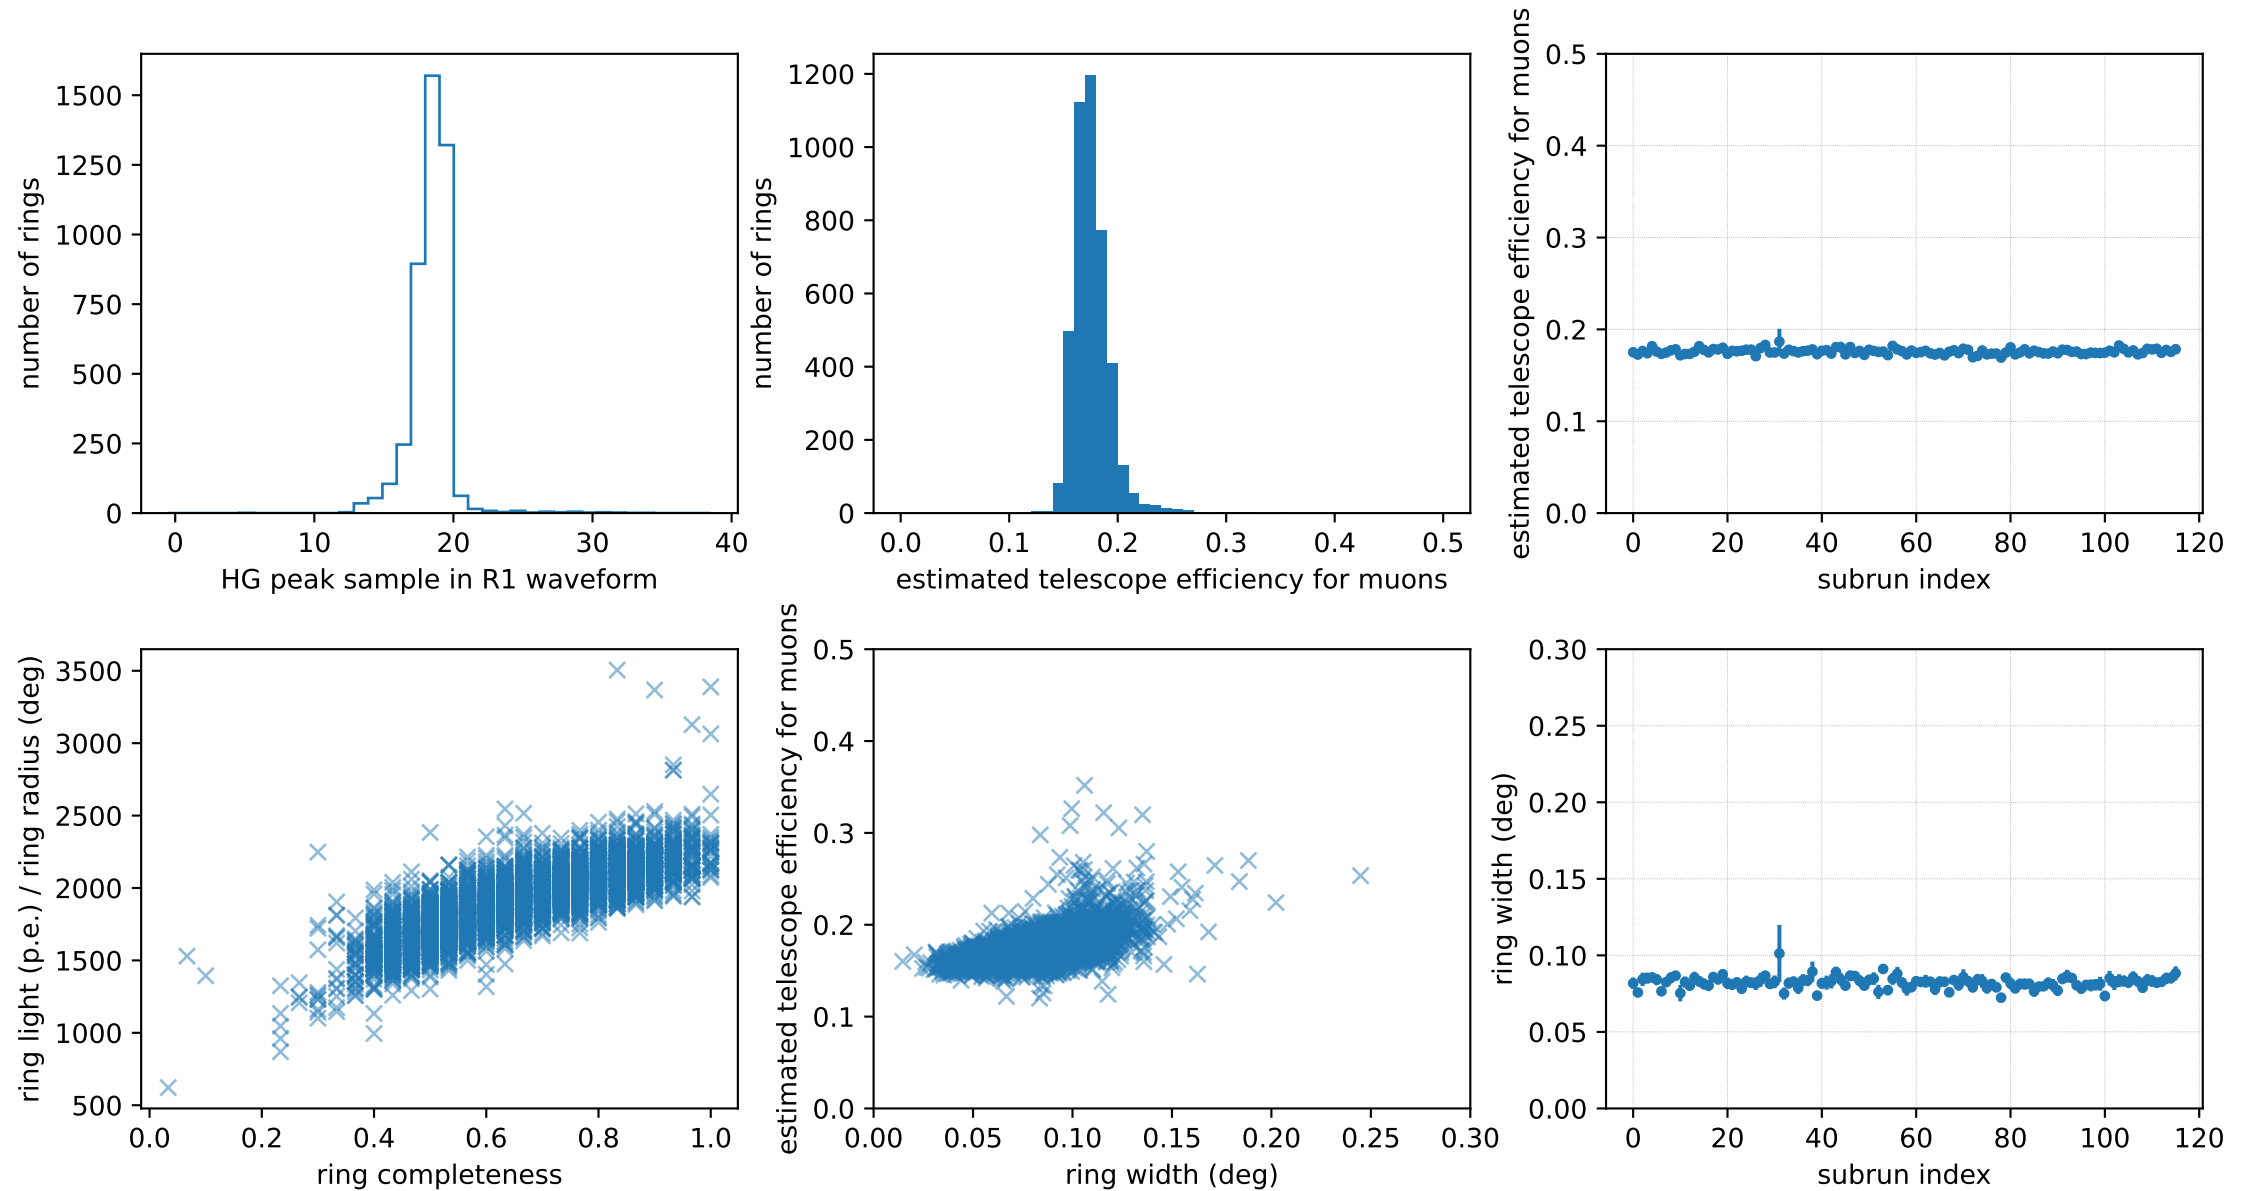 1500
1250
1000
750
500
250
0
number of rings
0 10 20 30 40
HG peak sample in R1 waveform
1200
1000
800
600
400
200
0
number of rings
0.0 0.1 0.2 0.3 0.4 0.5
estimated telescope efficiency for muons
0.5
0.4
0.3
0.2
0.1
0.0
estimated telescope efficiency for muons
0 20 40 60 80 100 120
subrun index
3500
3000
2500
2000
1500
1000
500
ring light (p.e.) / ring radius (deg)
0.0 0.2 0.4 0.6 0.8 1.0
ring completeness
0.5
0.4
0.3
0.2
0.1
0.0
estimated telescope efficiency for muons
0.00 0.05 0.10 0.15 0.20 0.25 0.30
ring width (deg)
0.30
0.25
0.20
0.15
0.10
0.05
0.00
ring width (deg)
0 20 40 60 80 100 120
subrun index